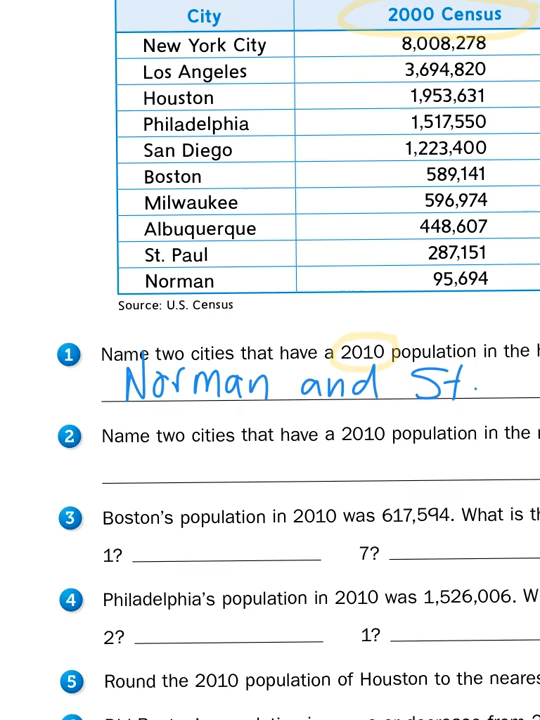 City 2000 Census
New York City 8,008,278
Los Angeles 3,694,820
Houston 1,953,631
Philadelphia 1,517,550
San Diego 1,223,400
Boston 589,141
Milwaukee 596,974
Albuquerque 448,607
St. Paul 287,151
Norman 95,694
Source: U.S. Census
1 Name two cities that have a 2010 population in the
Norman and St.
2 Name two cities that have a 2010 population in the
3 Boston's population in 2010 was 617,594. What is
1? 7?
4 Philadelphia's population in 2010 was 1,526,006.
2? 1?
5 Round the 2010 population of Houston to the